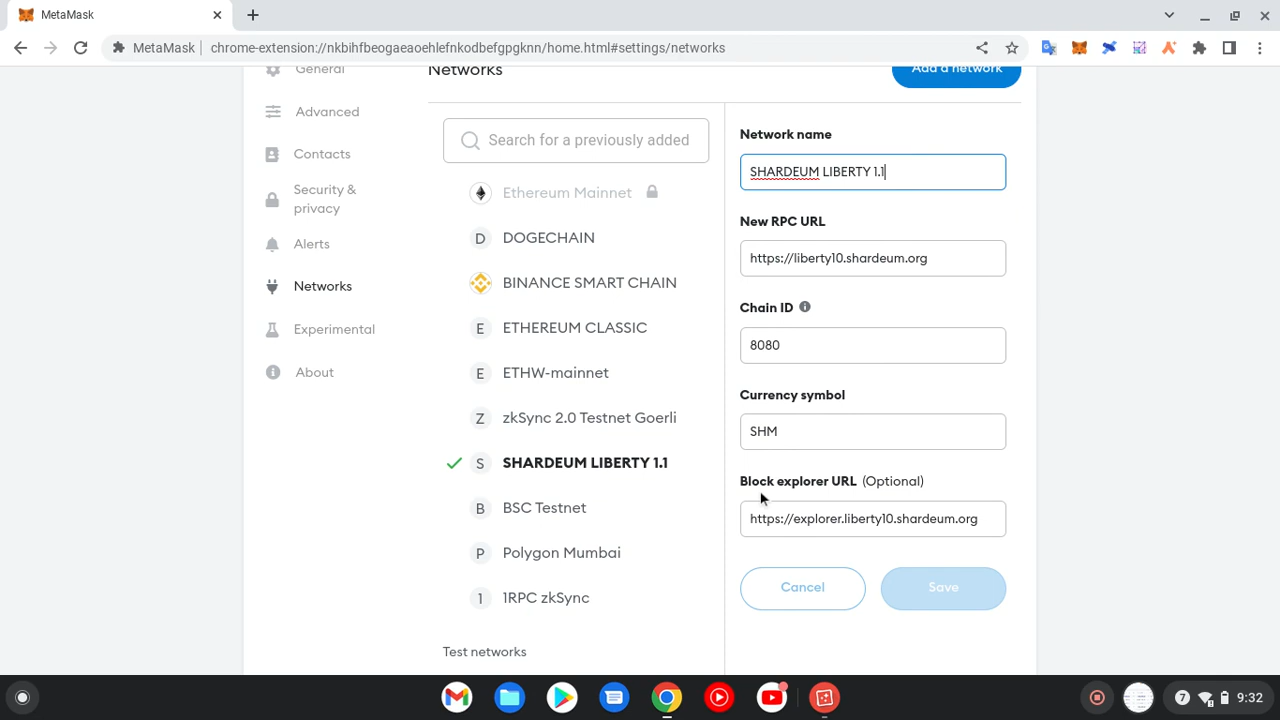 MetaMask
MetaMask
chrome-extension://nkbihfbeogaeaoehlefnkodbefgpgknn/home.html#settings/networks
General
Advanced
Contacts
Security &
privacy
Alerts
Networks
Experimental
About
Networks
Add a network
Search for a previously added
Ethereum Mainnet
D DOGECHAIN
BINANCE SMART CHAIN
E ETHEREUM CLASSIC
E ETHW-mainnet
Z zkSync 2.0 Testnet Goerli
S SHARDEUM LIBERTY 1.1
B BSC Testnet
P Polygon Mumbai
1 1RPC zkSync
Test networks
Network name
SHARDEUM LIBERTY 1.1
New RPC URL
https://liberty10.shardeum.org
Chain ID
8080
Currency symbol
SHM
Block explorer URL (Optional)
https://explorer.liberty10.shardeum.org
Cancel
Save
7
9:32